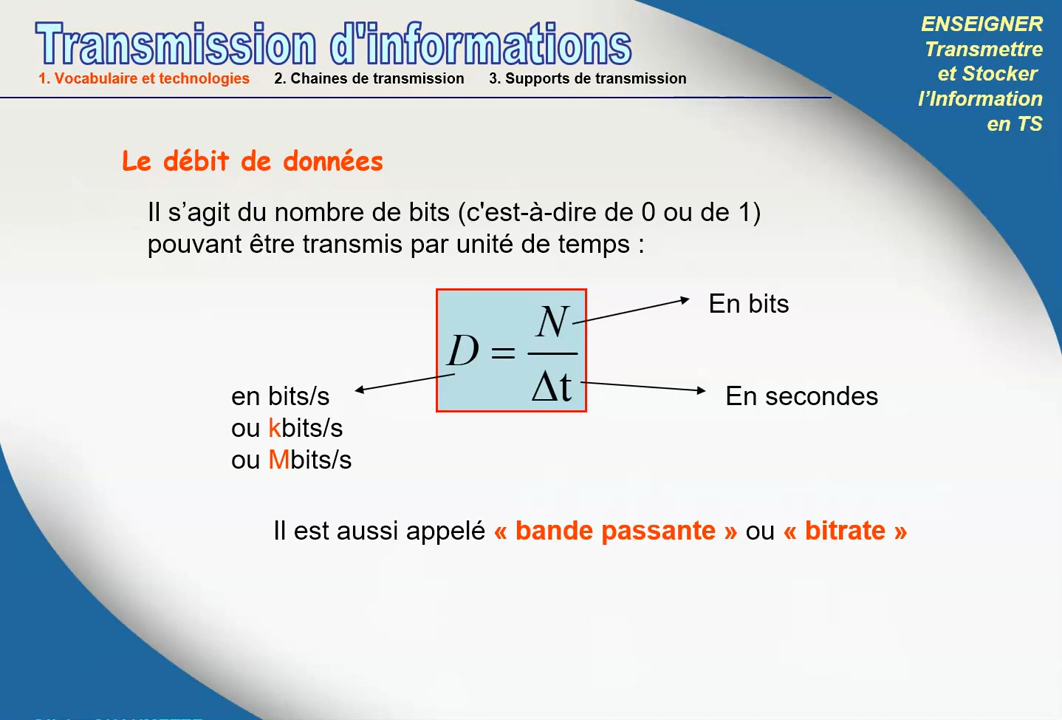 Transmission d'informations
1. Vocabulaire et technologies 2. Chaines de transmission 3. Supports de transmission
ENSEIGNER
Transmettre
et Stocker
l’Information
en TS
Le débit de données
Il s’agit du nombre de bits (c'est-à-dire de 0 ou de 1)
pouvant être transmis par unité de temps :
D = N / Δt
En bits
En secondes
en bits/s
ou kbits/s
ou Mbits/s
Il est aussi appelé « bande passante » ou « bitrate »